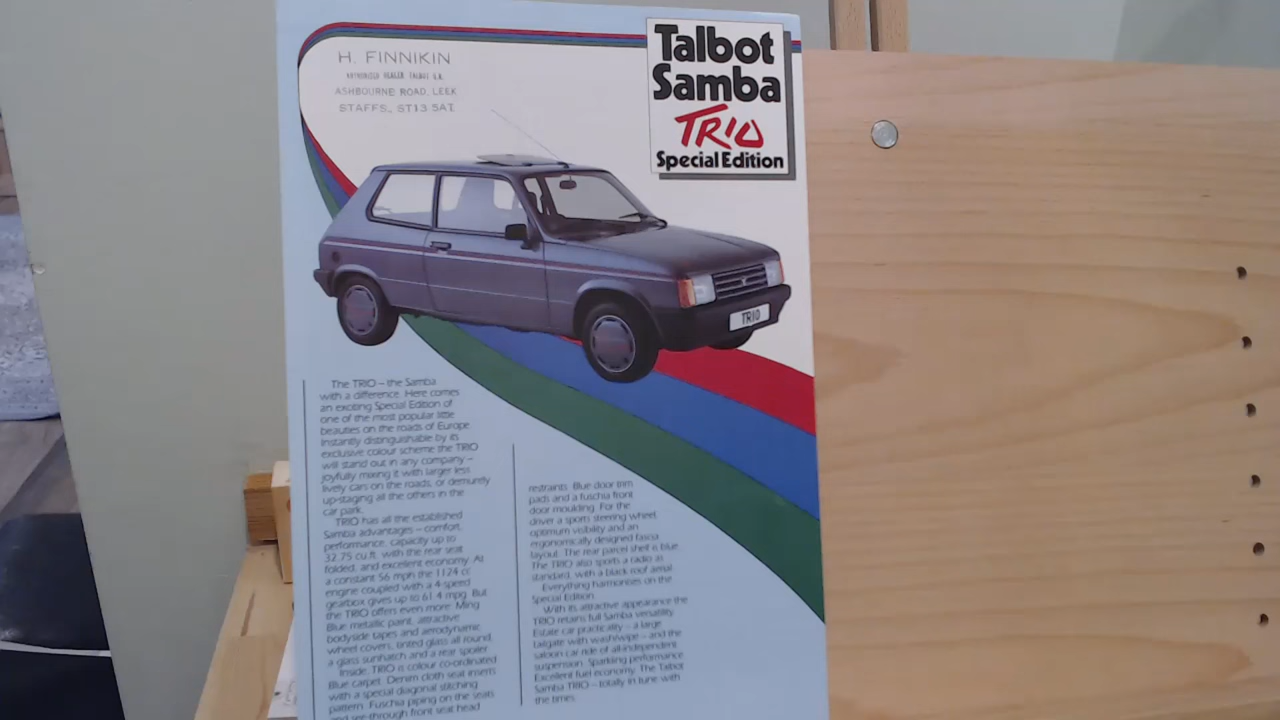 H. FINNIKIN
AUTHORISED DEALER TALBOT U.K.
ASHBOURNE ROAD, LEEK
STAFFS., ST13 5AT.
Talbot
Samba
TRIO
Special Edition
TRIO
The TRIO – the Samba
with a difference. Here comes
an exciting Special Edition of
one of the most popular little
beauties on the roads of Europe
Instantly distinguishable by its
exclusive colour scheme the TRIO
will stand out in any company –
joyfully mixing it with larger less
lively cars on the roads, or demurely
up-staging all the others in the
car park.
TRIO has all the established
Samba advantages – comfort,
performance, capacity up to
32.75 cu.ft. with the rear seat
folded, and excellent economy. At
a constant 56 mph the 1124 cc
engine coupled with a 4-speed
gearbox gives up to 61.4 mpg. But
the TRIO offers even more. Ming
Blue metallic paint, attractive
bodyside tapes and aerodynamic
wheel covers, tinted glass all round,
a glass sunhatch and a rear spoiler
Inside, TRIO is colour co-ordinated
Blue carpet. Denim cloth seat inserts
with a special diagonal stitching
pattern. Fuschia piping on the seats
and see-through front seat head
restraints. Blue door trim
pads and a fuschia front
door moulding. For the
driver a sports steering wheel,
optimum visibility and an
ergonomically designed fascia
layout. The rear parcel shelf is blue.
The TRIO also sports a radio as
standard, with a black roof aerial.
Everything harmonizes on the
Special Edition.
With its attractive appearance the
TRIO retains full Samba versatility.
Estate car practicality – a large
tailgate with wash/wipe – and the
saloon car ride of all-independent
suspension. Sparkling performance
Excellent fuel economy. The Talbot
Samba TRIO – totally in tune with
the times.